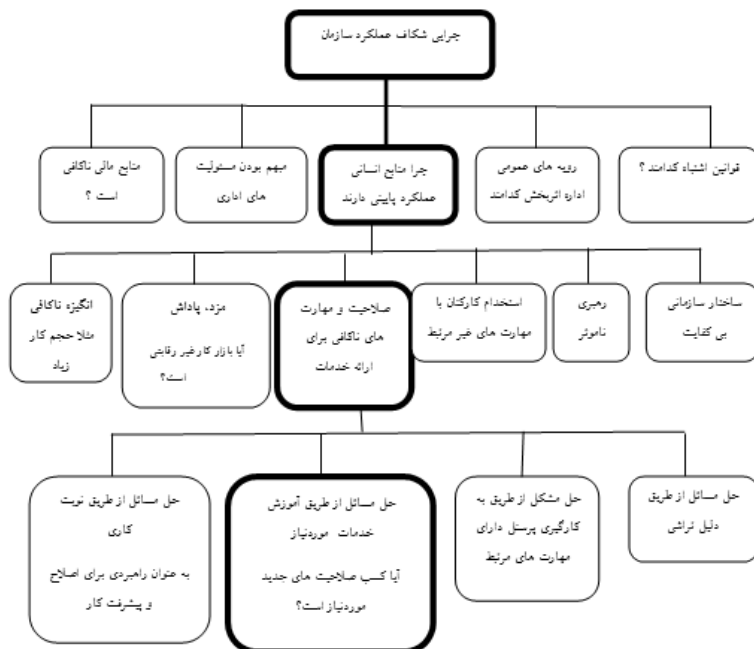 چرایی شکاف عملکرد سازمان
قوانین اشتباه کدامند ؟
رویه های عمومی
اداره اثربخش کدامند
چرا منابع انسانی
عملکرد پایینی دارند
مبهم بودن مسئولیت
های اداری
منابع مالی ناکافی
است ؟
ساختار سازمانی
بی کفایت
رهبری
ناموثر
استخدام کارکنان با
مهارت های غیر مرتبط
صلاحیت و مهارت
های ناکافی برای
ارائه خدمات
مزد، پاداش
آیا بازار کار غیر رقابتی
است؟
انگیزه ناکافی
مثلا حجم کار
زیاد
حل مسائل از طریق
دلیل تراشی
حل مشکل از طریق به
کارگیری پرسنل دارای
مهارت های مرتبط
حل مسائل از طریق آموزش
خدمات موردنیاز
آیا کسب صلاحیت های جدید
موردنیاز است؟
حل مسائل از طریق نوبت
کاری
به عنوان راهبردی برای اصلاح
و پیشرفت کار